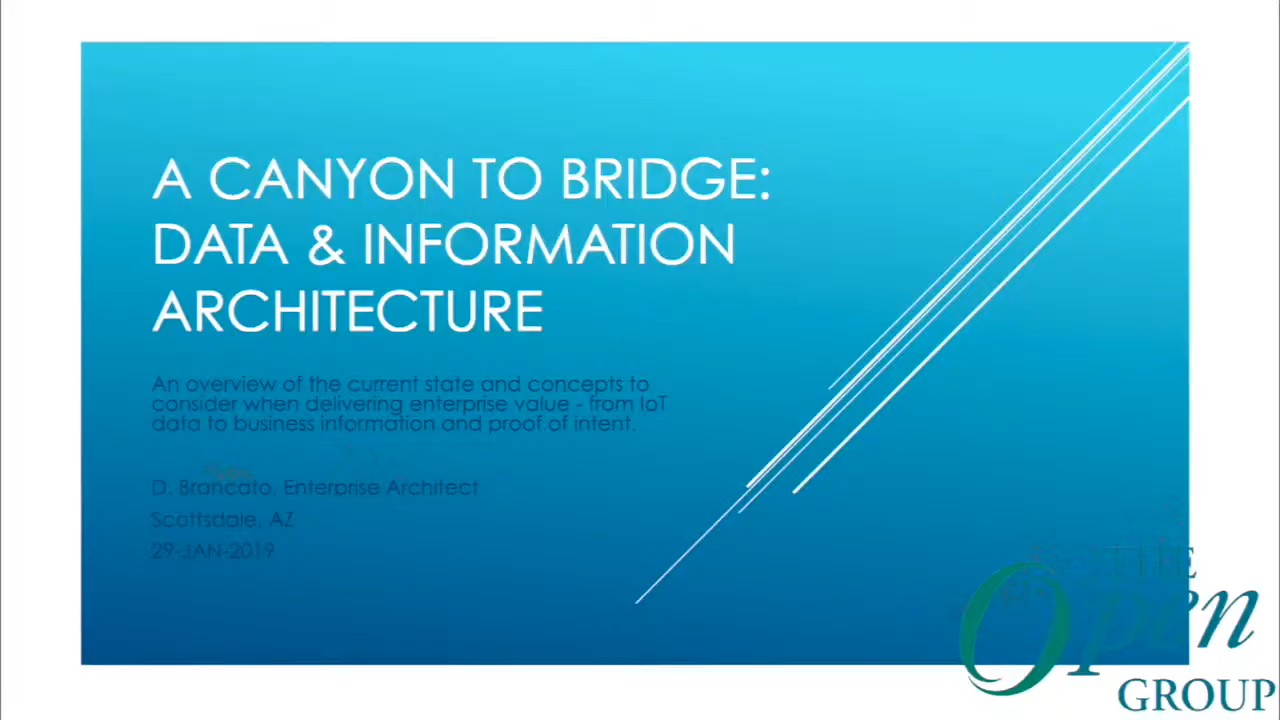 A CANYON TO BRIDGE:
DATA & INFORMATION
ARCHITECTURE
An overview of the current state and concepts to
consider when delivering enterprise value - from IoT
data to business information and proof of intent.
D. Brancato, Enterprise Architect
Scottsdale, AZ
29-JAN-2019
THE
Open
GROUP